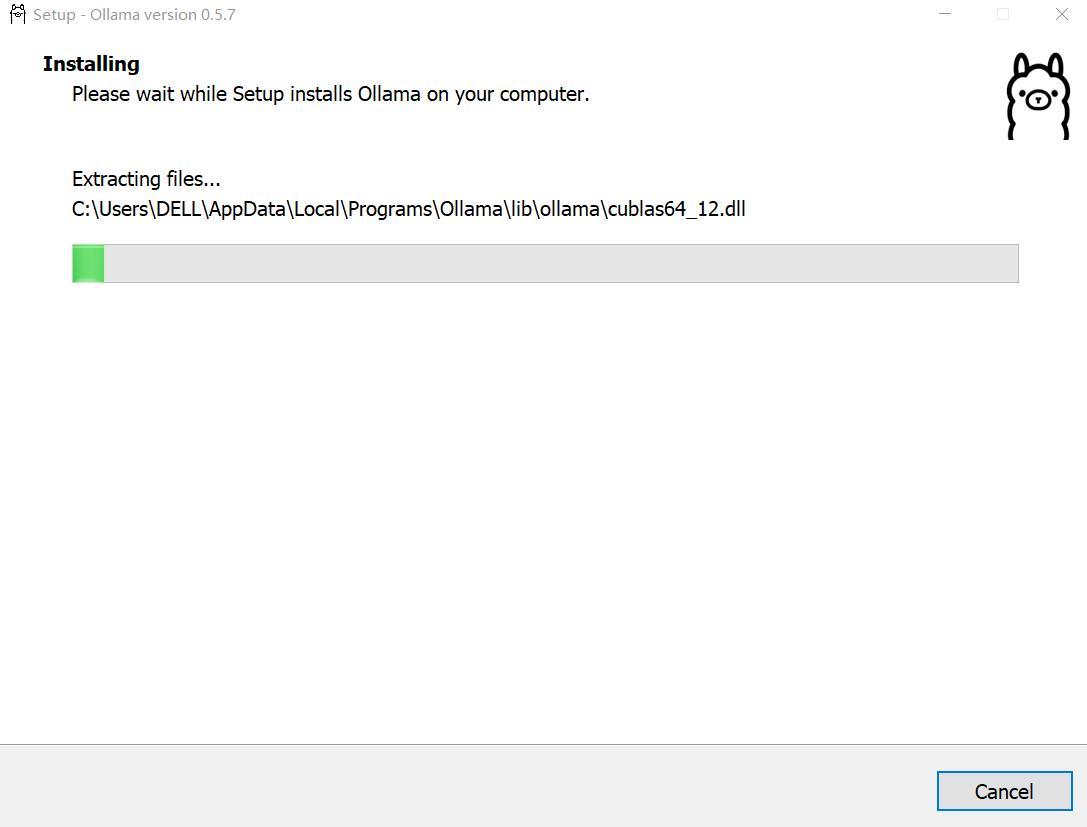 Setup - Ollama version 0.5.7
Installing
Please wait while Setup installs Ollama on your computer.
Extracting files...
C:\Users\DELL\AppData\Local\Programs\Ollama\lib\ollama\cublas64_12.dll
Cancel